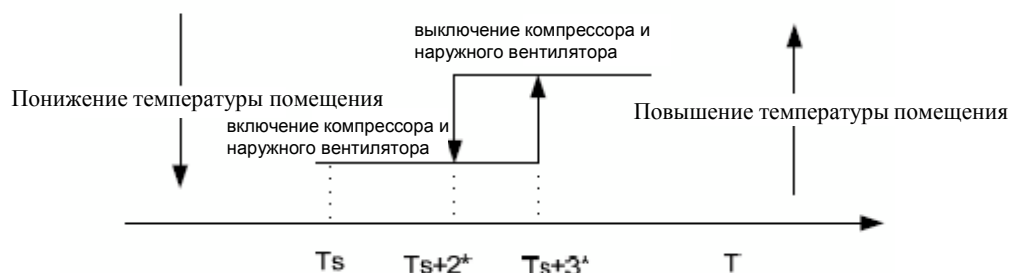 выключение компрессора и
наружного вентилятора
Понижение температуры помещения
Повышение температуры помещения
включение компрессора и
наружного вентилятора
Ts
Ts+2*
Ts+3*
T